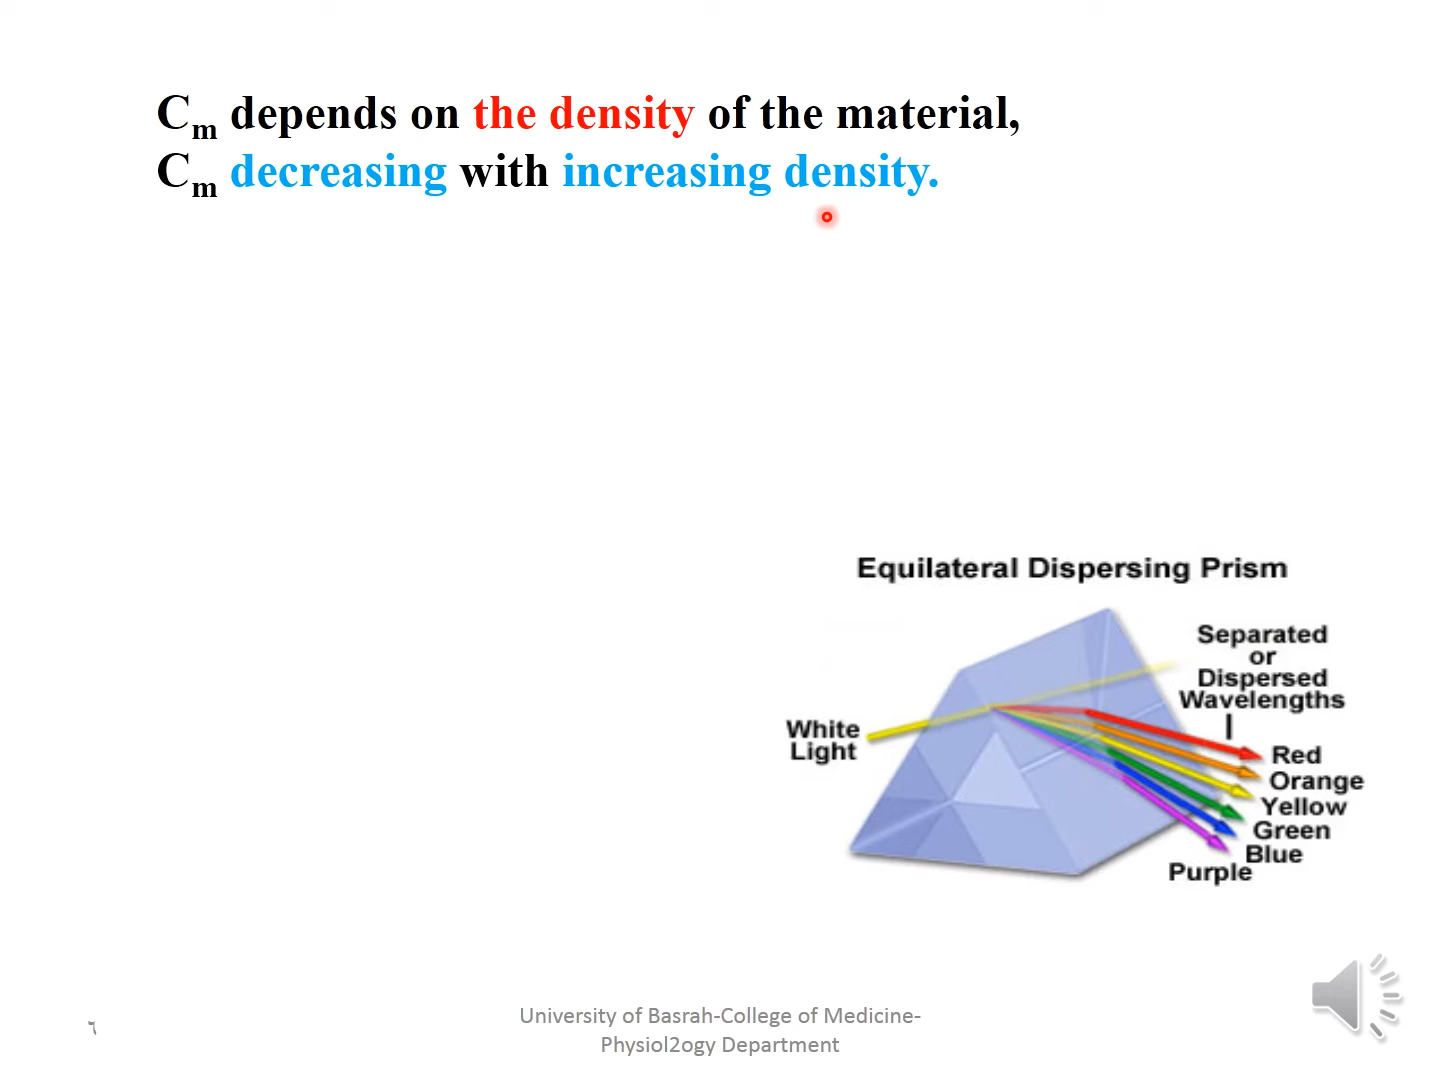 Cm depends on the density of the material,
Cm decreasing with increasing density.
Equilateral Dispersing Prism
Separated
or
Dispersed
Wavelengths
White
Light
Red
Orange
Yellow
Green
Blue
Purple
٦
University of Basrah-College of Medicine-
Physiol2ogy Department